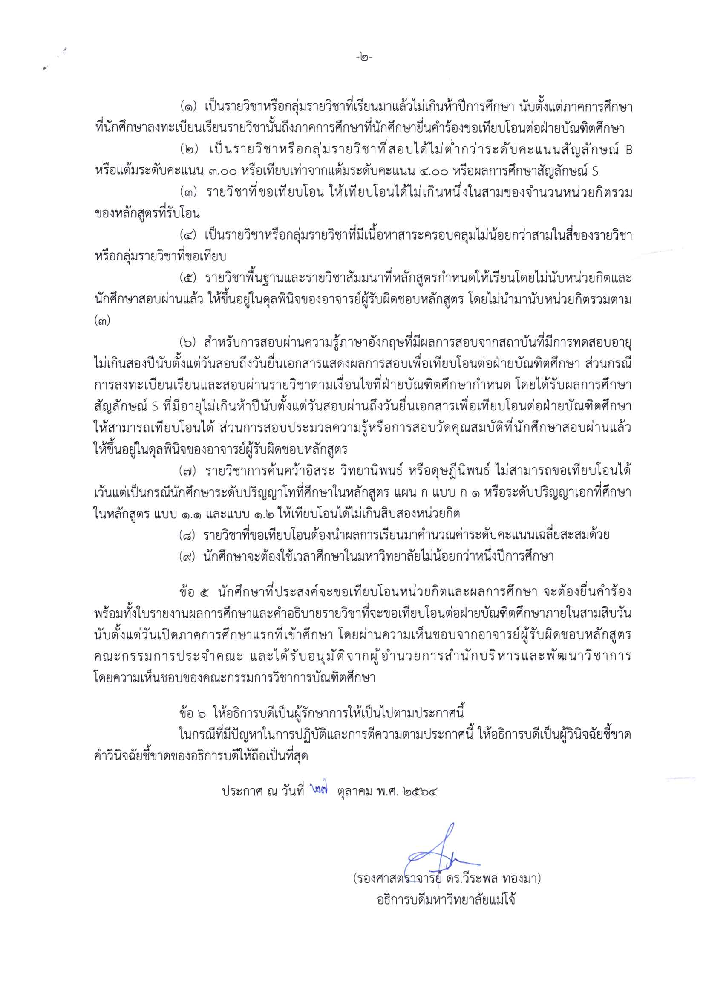 -๒-
(๑) เป็นรายวิชาหรือกลุ่มรายวิชาที่เรียนมาแล้วไม่เกินห้าปีการศึกษา นับตั้งแต่ภาคการศึกษา
ที่นักศึกษาลงทะเบียนเรียนรายวิชานั้นถึงภาคการศึกษาที่นักศึกษายื่นคำร้องขอเทียบโอนต่อฝ่ายบัณฑิตศึกษา
(๒) เป็นรายวิชาหรือกลุ่มรายวิชาที่สอบได้ไม่ต่ำกว่าระดับคะแนนสัญลักษณ์ B
หรือแต้มระดับคะแนน ๓.๐๐ หรือเทียบเท่าจากแต้มระดับคะแนน ๔.๐๐ หรือผลการศึกษาสัญลักษณ์ S
(๓) รายวิชาที่ขอเทียบโอน ให้เทียบโอนได้ไม่เกินหนึ่งในสามของจำนวนหน่วยกิตรวม
ของหลักสูตรที่รับโอน
(๔) เป็นรายวิชาหรือกลุ่มรายวิชาที่มีเนื้อหาสาระครอบคลุมไม่น้อยกว่าสามในสี่ของรายวิชา
หรือกลุ่มรายวิชาที่ขอเทียบ
(๕) รายวิชาพื้นฐานและรายวิชาสัมมนาที่หลักสูตรกำหนดให้เรียนโดยไม่นับหน่วยกิตและ
นักศึกษาสอบผ่านแล้ว ให้ขึ้นอยู่ในดุลพินิจของอาจารย์ผู้รับผิดชอบหลักสูตร โดยไม่นำมานับหน่วยกิตรวมตาม
(๓)
(๖) สำหรับการสอบผ่านความรู้ภาษาอังกฤษที่มีผลการสอบจากสถาบันที่มีการทดสอบอายุ
ไม่เกินสองปีนับตั้งแต่วันสอบถึงวันยื่นเอกสารแสดงผลการสอบเพื่อเทียบโอนต่อฝ่ายบัณฑิตศึกษา ส่วนกรณี
การลงทะเบียนเรียนและสอบผ่านรายวิชาตามเงื่อนไขที่ฝ่ายบัณฑิตศึกษากำหนด โดยได้รับผลการศึกษา
สัญลักษณ์ S ที่มีอายุไม่เกินห้าปีนับตั้งแต่วันสอบผ่านถึงวันยื่นเอกสารเพื่อเทียบโอนต่อฝ่ายบัณฑิตศึกษา
ให้สามารถเทียบโอนได้ ส่วนการสอบประมวลความรู้หรือการสอบวัดคุณสมบัติที่นักศึกษาสอบผ่านแล้ว
ให้ขึ้นอยู่ในดุลพินิจของอาจารย์ผู้รับผิดชอบหลักสูตร
(๗) รายวิชาการค้นคว้าอิสระ วิทยานิพนธ์ หรือดุษฎีนิพนธ์ ไม่สามารถขอเทียบโอนได้
เว้นแต่เป็นกรณีนักศึกษาระดับปริญญาโทที่ศึกษาในหลักสูตร แผน ก แบบ ก ๑ หรือระดับปริญญาเอกที่ศึกษา
ในหลักสูตร แบบ ๑.๑ และแบบ ๑.๒ ให้เทียบโอนได้ไม่เกินสิบสองหน่วยกิต
(๘) รายวิชาที่ขอเทียบโอนต้องนำผลการเรียนมาคำนวณค่าระดับคะแนนเฉลี่ยสะสมด้วย
(๙) นักศึกษาจะต้องใช้เวลาศึกษาในมหาวิทยาลัยไม่น้อยกว่าหนึ่งปีการศึกษา
ข้อ ๕ นักศึกษาที่ประสงค์จะขอเทียบโอนหน่วยกิตและผลการศึกษา จะต้องยื่นคำร้อง
พร้อมทั้งใบรายงานผลการศึกษาและคำอธิบายรายวิชาที่จะขอเทียบโอนต่อฝ่ายบัณฑิตศึกษาภายในสามสิบวัน
นับตั้งแต่วันเปิดภาคการศึกษาแรกที่เข้าศึกษา โดยผ่านความเห็นชอบจากอาจารย์ผู้รับผิดชอบหลักสูตร
คณะกรรมการประจำคณะ และได้รับอนุมัติจากผู้อำนวยการสำนักบริหารและพัฒนาวิชาการ
โดยความเห็นชอบของคณะกรรมการวิชาการบัณฑิตศึกษา
ข้อ ๖ ให้อธิการบดีเป็นผู้รักษาการให้เป็นไปตามประกาศนี้
ในกรณีที่มีปัญหาในการปฏิบัติและการตีความตามประกาศนี้ ให้อธิการบดีเป็นผู้วินิจฉัยชี้ขาด
คำวินิจฉัยชี้ขาดของอธิการบดีให้ถือเป็นที่สุด
ประกาศ ณ วันที่ ๒๗ ตุลาคม พ.ศ. ๒๕๖๔
(รองศาสตราจารย์ ดร.วีระพล ทองมา)
อธิการบดีมหาวิทยาลัยแม่โจ้